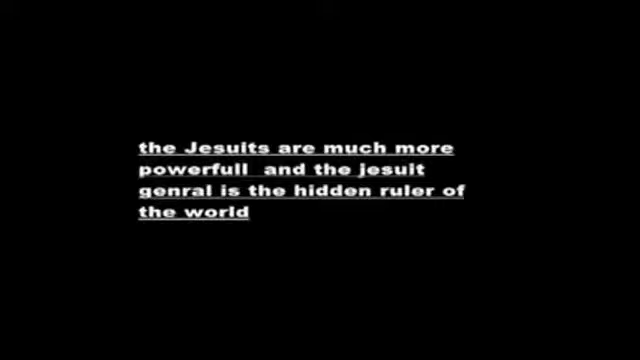 the Jesuits are much more
powerfull  and the jesuit
genral is the hidden ruler of
the world